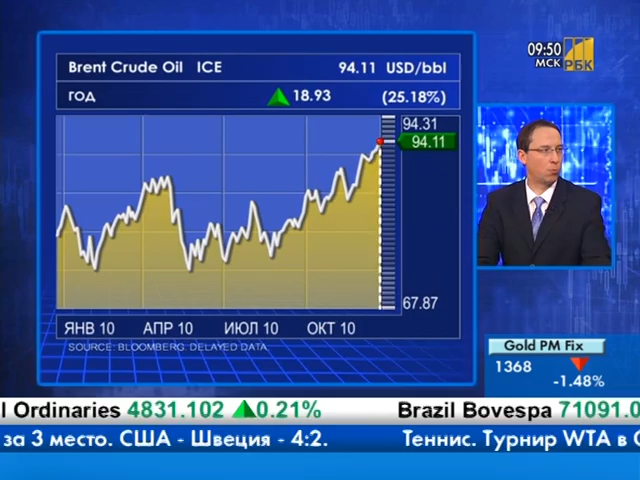 Brent Crude Oil ICE 94.11 USD/bbl
год 18.93 (25.18%)
94.31
94.11
67.87
ЯНВ 10 АПР 10 ИЮЛ 10 ОКТ 10
SOURCE: BLOOMBERG. DELAYED DATA
09:50
МСК РБК
Gold PM Fix
1368
-1.48%
l Ordinaries 4831.102 0.21% Brazil Bovespa 71091.0
за 3 место. США - Швеция - 4:2. Теннис. Турнир WTA в